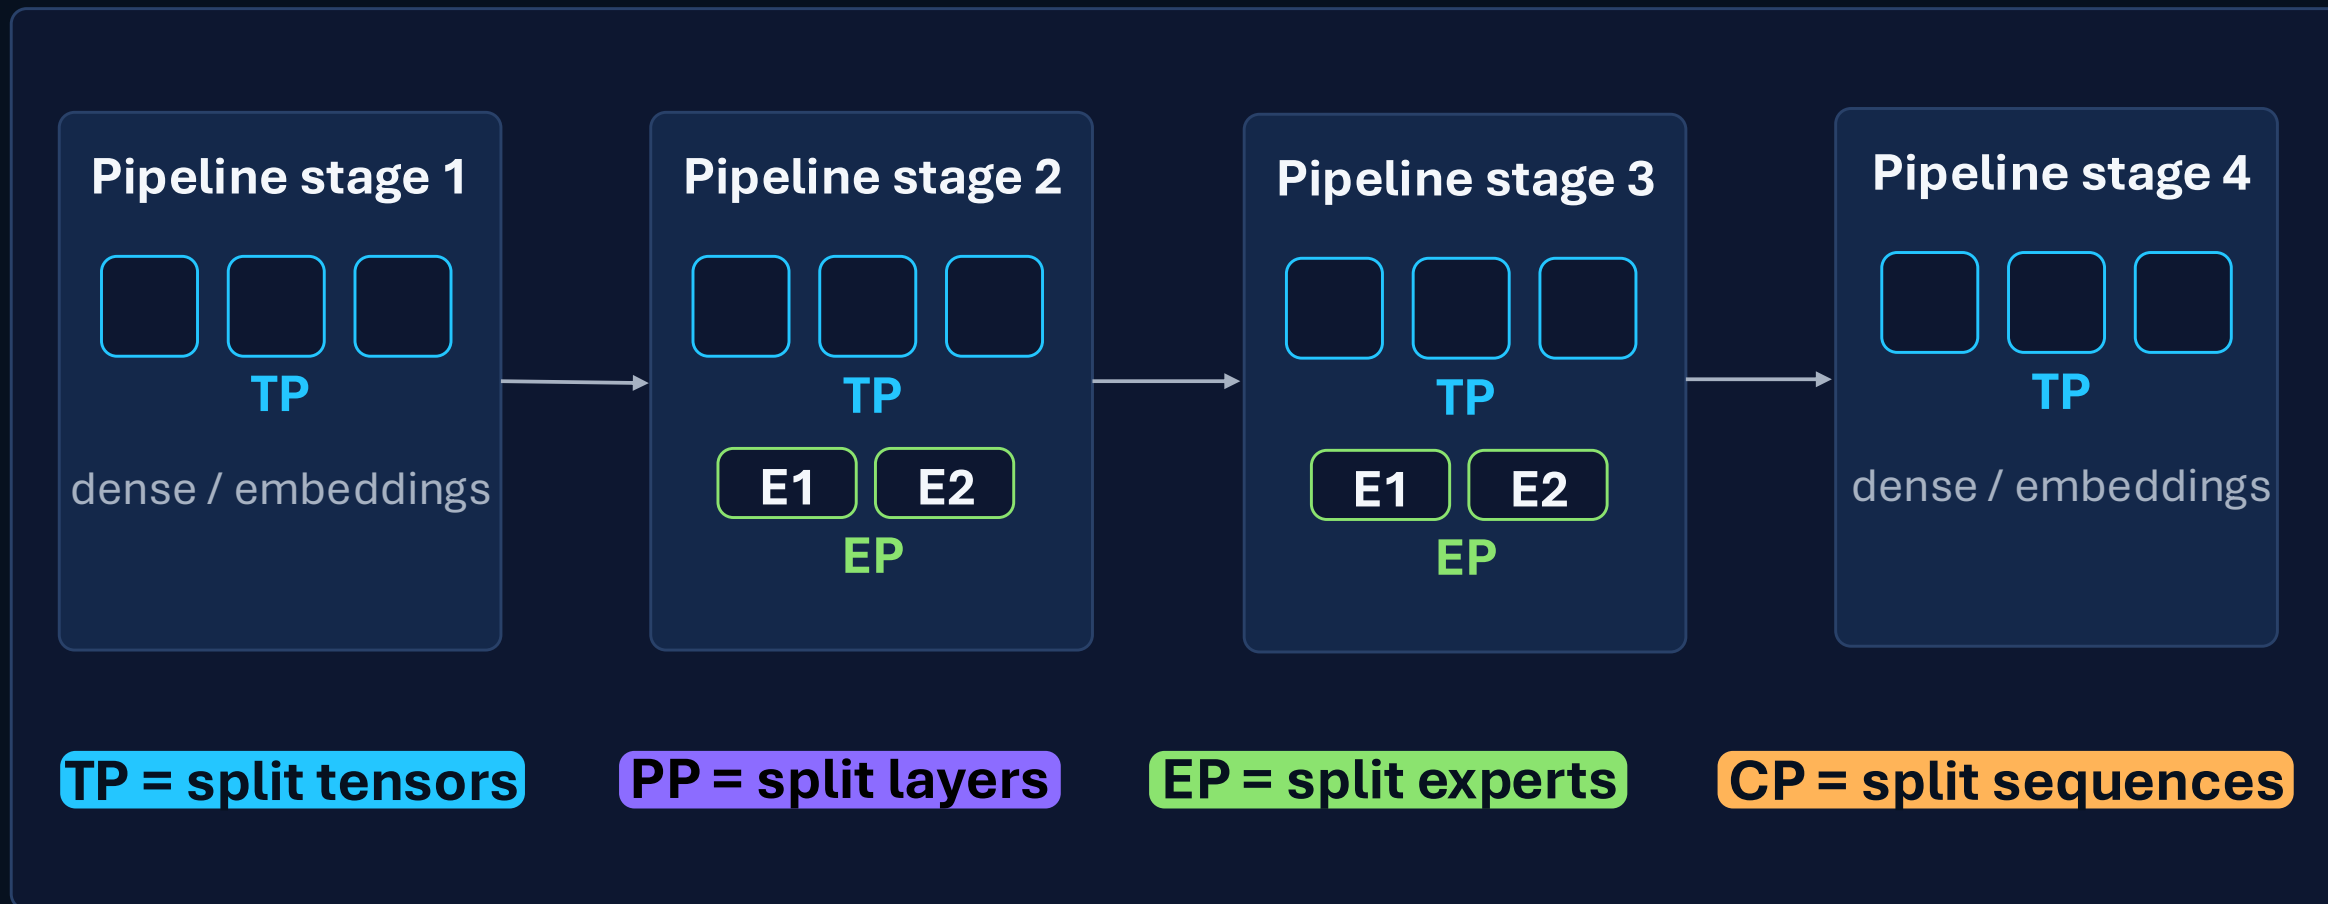 Pipeline stage 1
TP
dense / embeddings
Pipeline stage 2
TP
E1 E2
EP
Pipeline stage 3
TP
E1 E2
EP
Pipeline stage 4
TP
dense / embeddings
TP = split tensors
PP = split layers
EP = split experts
CP = split sequences